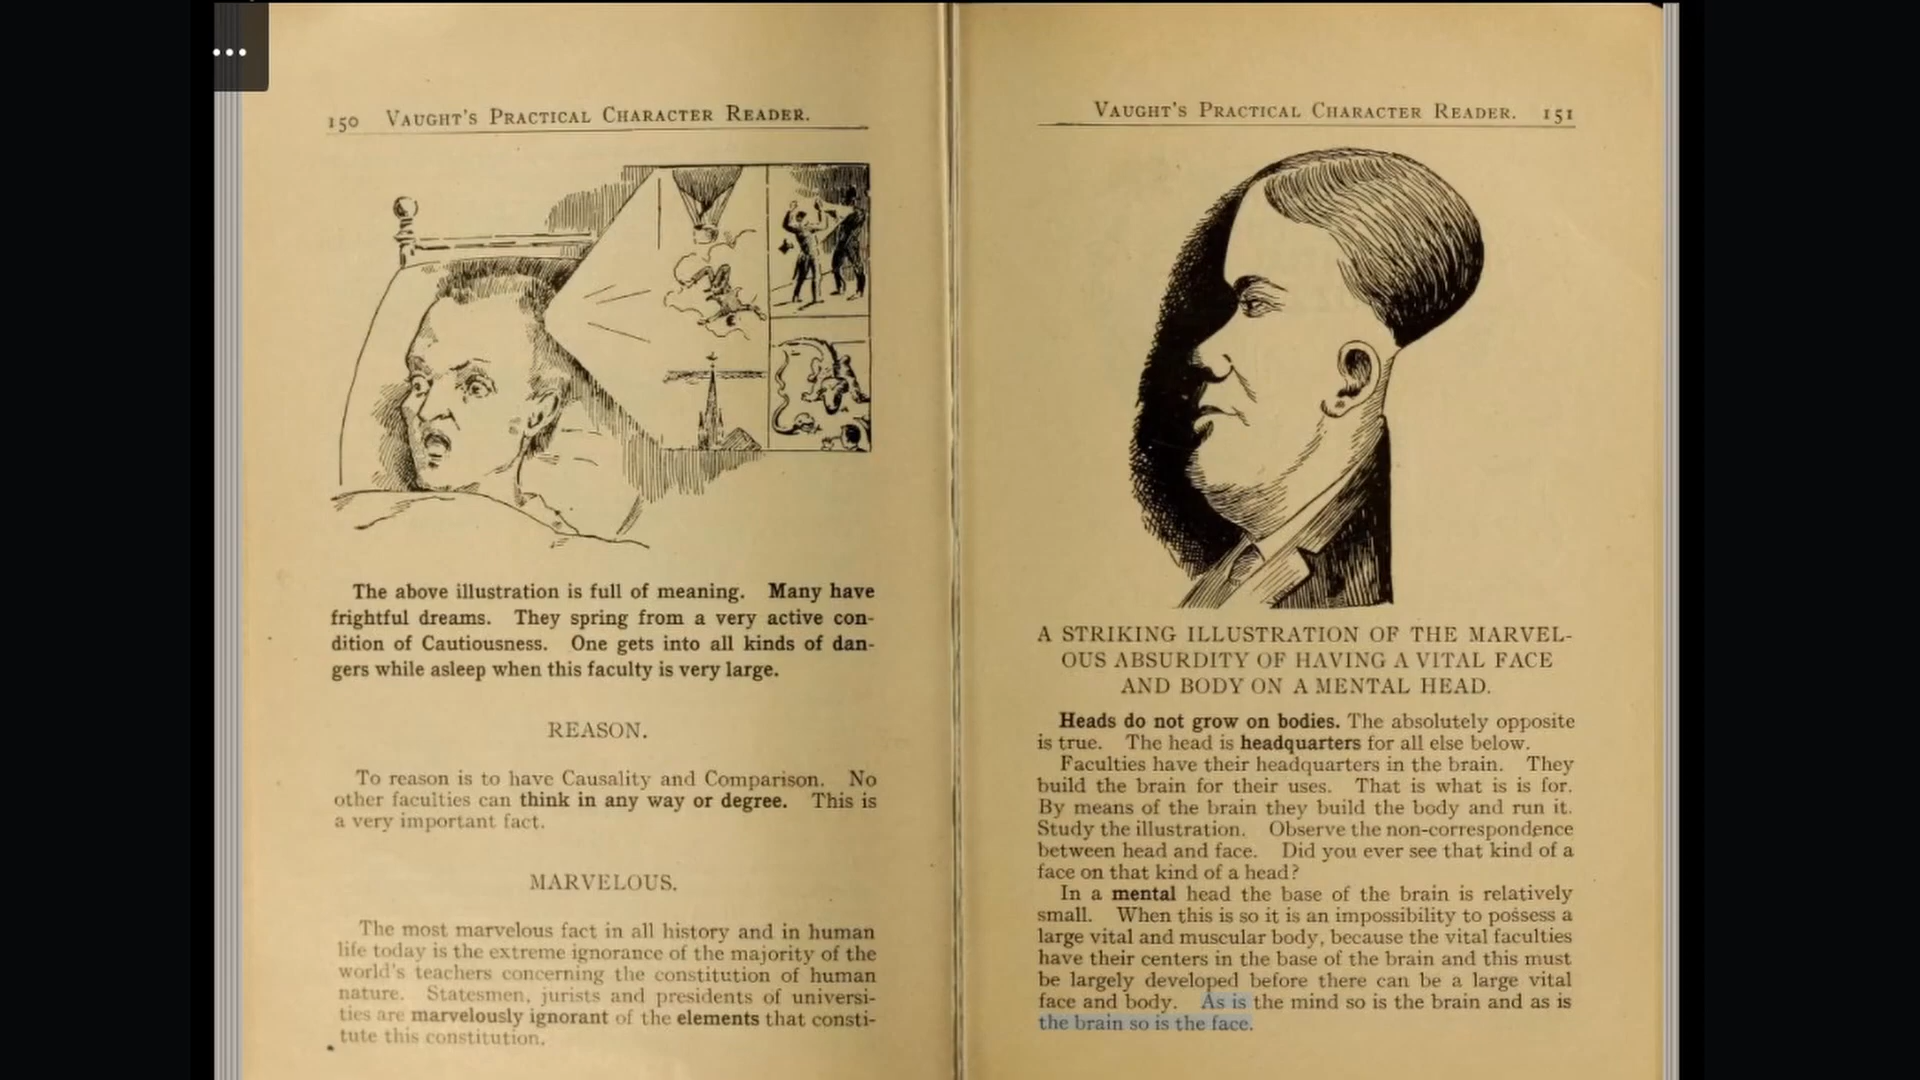 150 VAUGHT'S PRACTICAL CHARACTER READER.
The above illustration is full of meaning. Many have
frightful dreams. They spring from a very active con-
dition of Cautiousness. One gets into all kinds of dan-
gers while asleep when this faculty is very large.
REASON.
To reason is to have Causality and Comparison. No
other faculties can think in any way or degree. This is
a very important fact.
MARVELOUS.
The most marvelous fact in all history and in human
life today is the extreme ignorance of the majority of the
world's teachers concerning the constitution of human
nature. Statesmen, jurists and presidents of universi-
ties are marvelously ignorant of the elements that consti-
tute this constitution.
VAUGHT'S PRACTICAL CHARACTER READER. 151
A STRIKING ILLUSTRATION OF THE MARVEL-
OUS ABSURDITY OF HAVING A VITAL FACE
AND BODY ON A MENTAL HEAD.
Heads do not grow on bodies. The absolutely opposite
is true. The head is headquarters for all else below.
Faculties have their headquarters in the brain. They
build the brain for their uses. That is what is is for.
By means of the brain they build the body and run it.
Study the illustration. Observe the non-correspondence
between head and face. Did you ever see that kind of a
face on that kind of a head?
In a mental head the base of the brain is relatively
small. When this is so it is an impossibility to possess a
large vital and muscular body, because the vital faculties
have their centers in the base of the brain and this must
be largely developed before there can be a large vital
face and body. As is the mind so is the brain and as is
the brain so is the face.